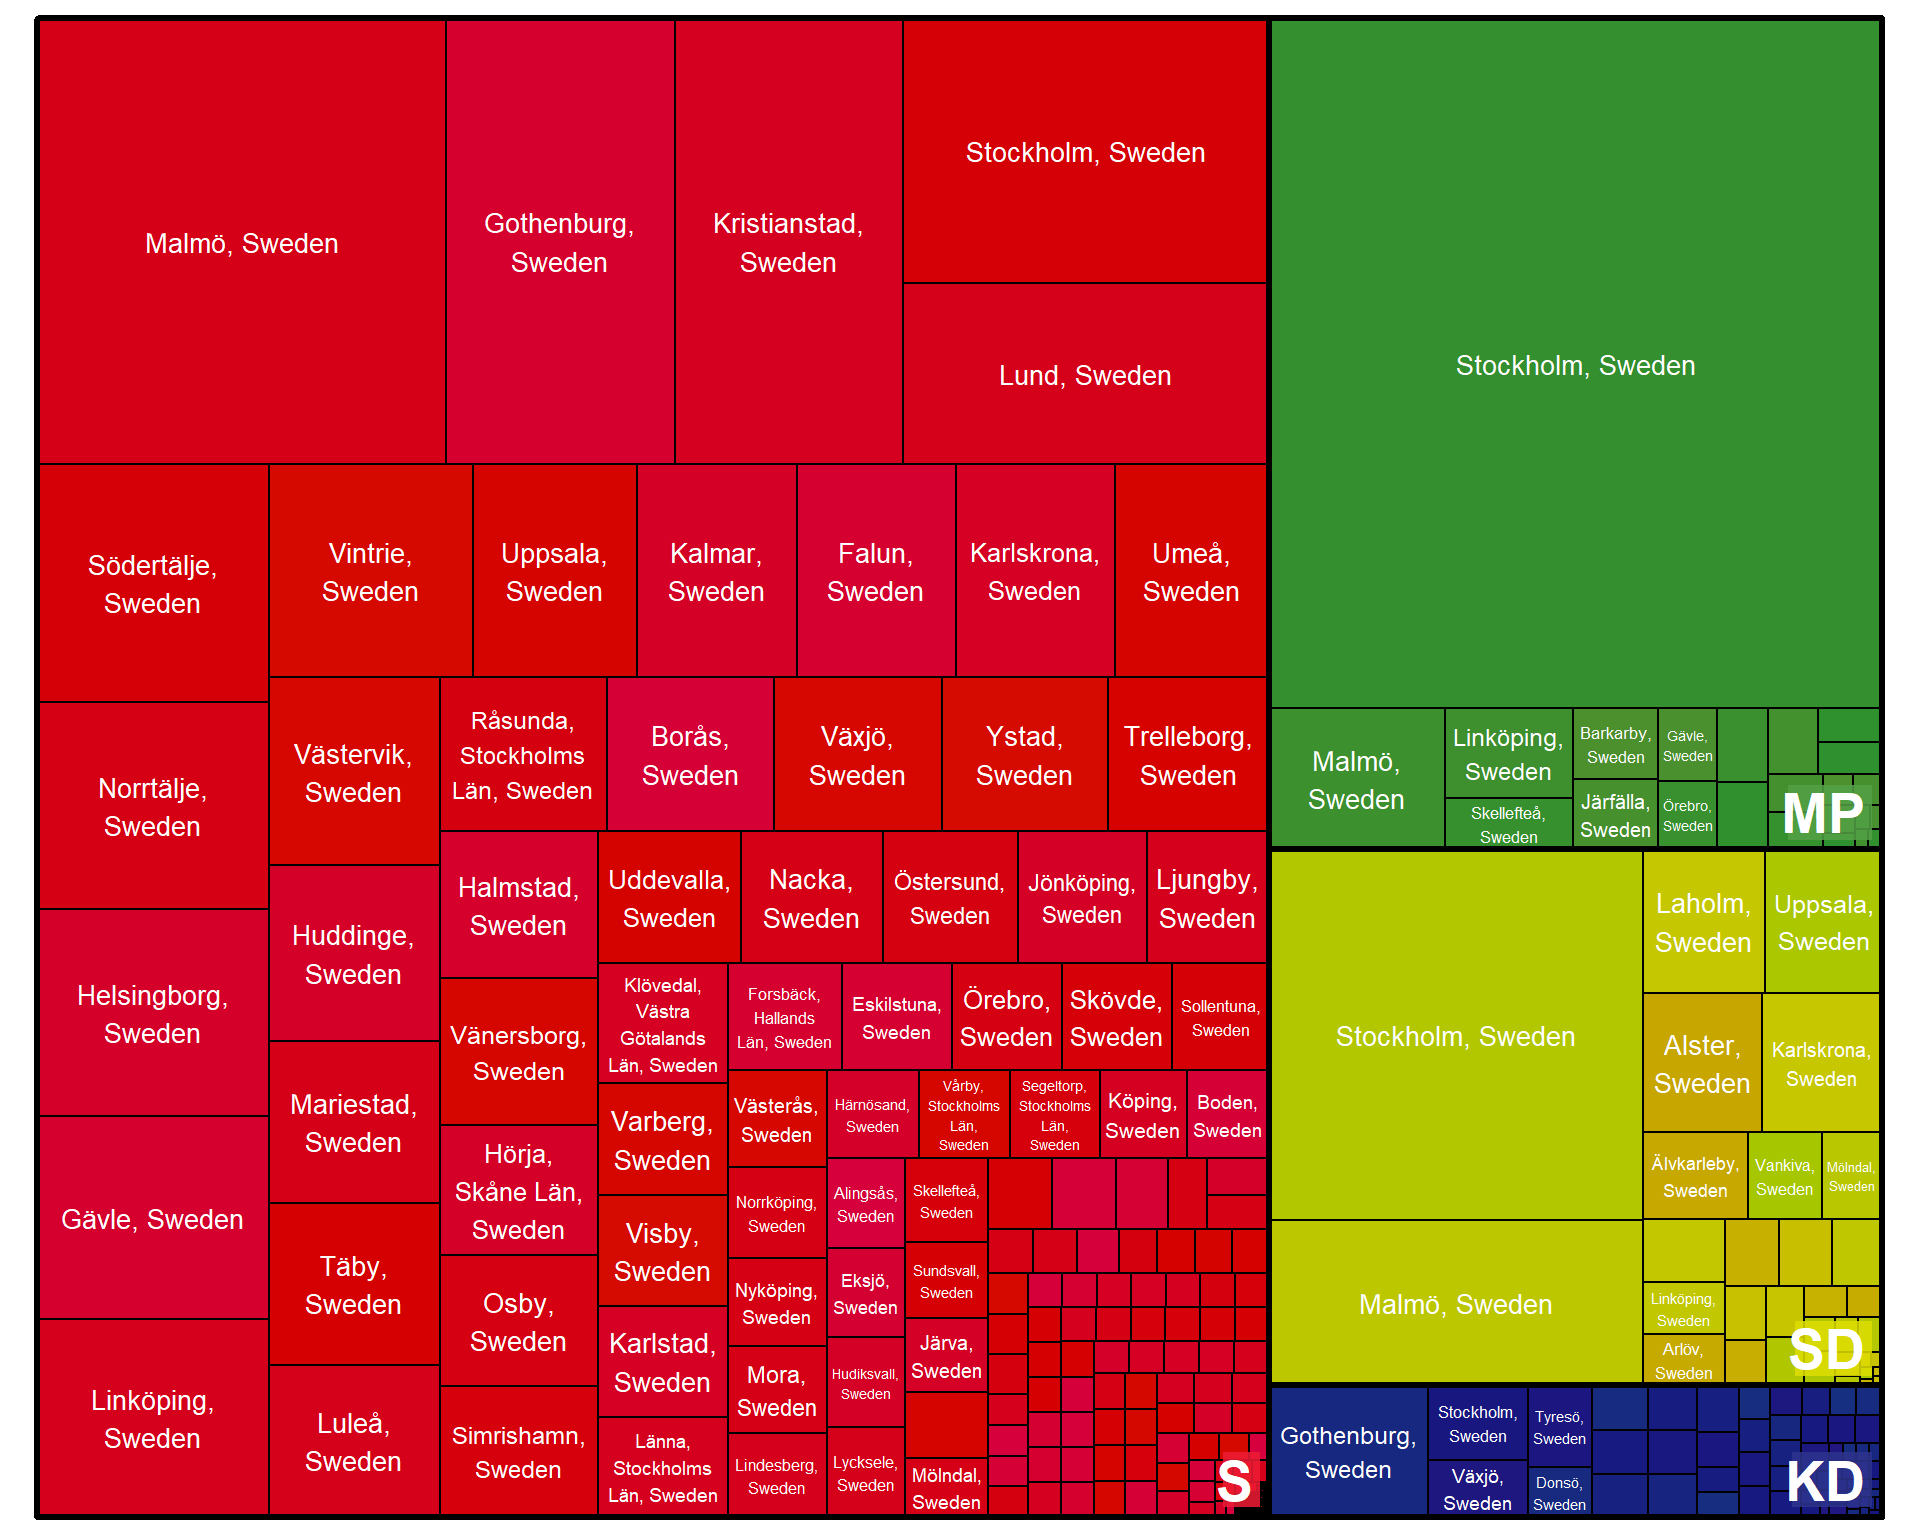 Malmö, Sweden
Gothenburg,
Sweden
Kristianstad,
Sweden
Stockholm, Sweden
Lund, Sweden
Södertälje,
Sweden
Vintrie,
Sweden
Uppsala,
Sweden
Kalmar,
Sweden
Falun,
Sweden
Karlskrona,
Sweden
Umeå,
Sweden
Norrtälje,
Sweden
Västervik,
Sweden
Råsunda,
Stockholms
Län, Sweden
Borås,
Sweden
Växjö,
Sweden
Ystad,
Sweden
Trelleborg,
Sweden
Helsingborg,
Sweden
Huddinge,
Sweden
Halmstad,
Sweden
Uddevalla,
Sweden
Nacka,
Sweden
Östersund,
Sweden
Jönköping,
Sweden
Ljungby,
Sweden
Vänersborg,
Sweden
Klövedal,
Västra
Götalands
Län, Sweden
Forsbäck,
Hallands
Län, Sweden
Eskilstuna,
Sweden
Örebro,
Sweden
Skövde,
Sweden
Sollentuna,
Sweden
Gävle, Sweden
Mariestad,
Sweden
Hörja,
Skåne Län,
Sweden
Varberg,
Sweden
Västerås,
Sweden
Härnösand,
Sweden
Vårby,
Stockholms
Län,
Sweden
Segeltorp,
Stockholms
Län,
Sweden
Köping,
Sweden
Boden,
Sweden
Täby,
Sweden
Osby,
Sweden
Visby,
Sweden
Norrköping,
Sweden
Alingsås,
Sweden
Skellefteå,
Sweden
Nyköping,
Sweden
Eksjö,
Sweden
Sundsvall,
Sweden
Linköping,
Sweden
Luleå,
Sweden
Simrishamn,
Sweden
Karlstad,
Sweden
Mora,
Sweden
Hudiksvall,
Sweden
Järva,
Sweden
Länna,
Stockholms
Län, Sweden
Lindesberg,
Sweden
Lycksele,
Sweden
Mölndal,
Sweden
S
Stockholm, Sweden
Malmö,
Sweden
Linköping,
Sweden
Skellefteå,
Sweden
Barkarby,
Sweden
Järfälla,
Sweden
Gävle,
Sweden
Örebro,
Sweden
MP
Stockholm, Sweden
Malmö, Sweden
Laholm,
Sweden
Uppsala,
Sweden
Alster,
Sweden
Karlskrona,
Sweden
Älvkarleby,
Sweden
Vankiva,
Sweden
Mölndal,
Sweden
Linköping,
Sweden
Arlöv,
Sweden
SD
Gothenburg,
Sweden
Stockholm,
Sweden
Växjö,
Sweden
Tyresö,
Sweden
Donsö,
Sweden
KD